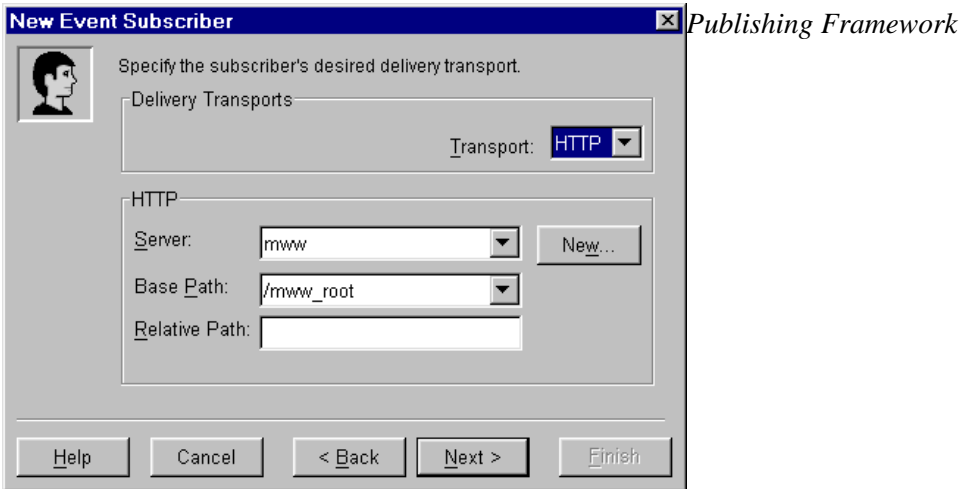 New Event Subscriber
Publishing Framework
Specify the subscriber's desired delivery transport.
Delivery Transports
Transport: HTTP
HTTP
Server: mww New...
Base Path: /mww_root
Relative Path:
Help Cancel < Back Next > Finish